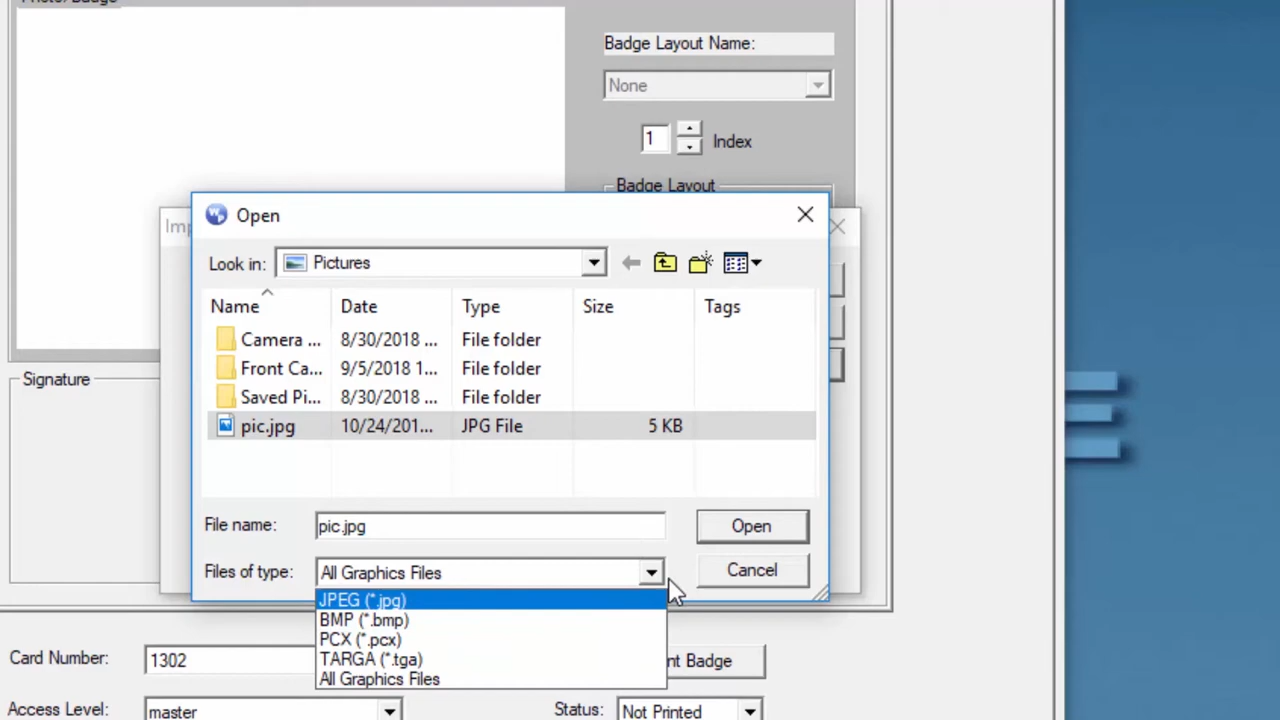 Photo/Badge
Badge Layout Name:
None
1 Index
Badge Layout
Open
Look in: Pictures
Name Date Type Size Tags
Camera ... 8/30/2018 ... File folder
Front Ca... 9/5/2018 1... File folder
Saved Pi... 8/30/2018 ... File folder
pic.jpg 10/24/201... JPG File 5 KB
Signature
File name: pic.jpg Open
Files of type: All Graphics Files Cancel
JPEG (*.jpg)
BMP (*.bmp)
PCX (*.pcx)
TARGA (*.tga)
All Graphics Files
Card Number: 1302 nt Badge
Access Level: master Status: Not Printed